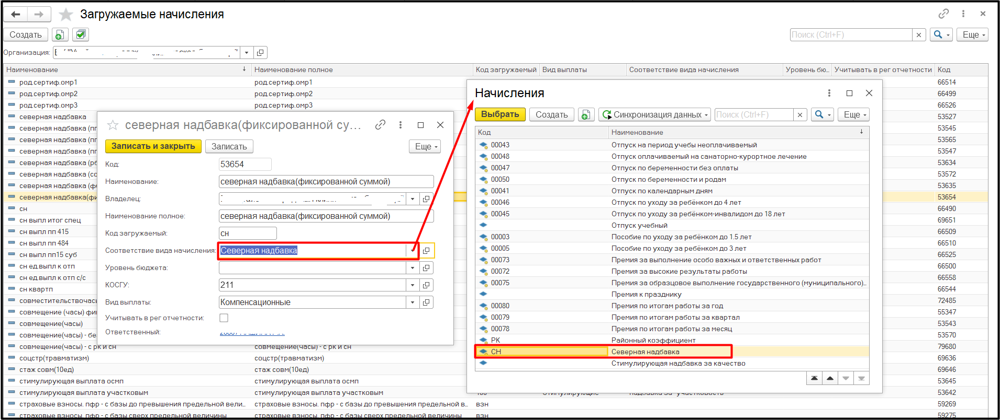 Загружаемые начисления
Создать
Поиск (Ctrl+F)
Еще
Организация:
Наименование
Наименование полное
Код загружаемый
Вид выплаты
Соответствие вида начисления
Уровень бю...
Учитывать в рег отчетности
Код
род.сертиф.омр1 род.сертиф.омр1 66514
род.сертиф.омр2 род.сертиф.омр2 66499
род.сертиф.омр3 род.сертиф.омр3 66526
северная надбавка 53527
северная надбавка (пг 53545
северная надбавка (пг 53565
северная надбавка (пг 53547
северная надбавка (рб 53634
северная надбавка (со 53572
северная надбавка (фб 53635
северная надбавка(фи 53654
сн 66490
сн выпл итог спец 69651
сн выпл пп 415 66509
сн выпл пп 484 66510
сн выпл пп15 суб 66525
сн ед.выпл к отп 66500
сн ед.выпл к отп с/с 66558
сн квартп 66544
совместительствочасы 72485
совмещение (часы) фик 55347
совмещение(часы) 53543
совмещение(часы) - бе 53570
совмещение(часы) - с рк и сн совмещение(часы) - с рк и сн 79680
соцстр(травматизм) соцстр(травматизм) 69636
стаж совм(10ед) стаж совм(10ед) 69646
стимулирующая выплата осмп стимулирующая выплата осмп 53645
стимулирующая выплата участковым стимулирующая выплата участковым Стимулирующие надбавка за участковость 53642
страховые взносы. пфр - с базы до превышения предельной вели... страховые взносы. пфр - с базы до превышения предельной в... взн 59269
страховые взносы. пфр - с базы сверх предельной величины страховые взносы. пфр - с базы сверх предельной величины взн 59275
северная надбавка(фиксированной су...
Записать и закрыть
Записать
Еще
Код: 53654
Наименование: северная надбавка(фиксированной суммой)
Владелец:
Наименование полное: северная надбавка(фиксированной суммой)
Код загружаемый: сн
Соответствие вида начисления: Северная надбавка
Уровень бюджета:
КОСГУ: 211
Вид выплаты: Компенсационные
Учитывать в рег отчетности:
Ответственный:
Начисления
Выбрать
Создать
Синхронизация данных
Поиск (Ctrl+F)
Еще
Код Наименование
00043 Отпуск на период учебы неоплачиваемый
00048 Отпуск оплачиваемый на санаторно-курортное лечение
00047 Отпуск по беременности без оплаты
00050 Отпуск по беременности и родам
00041 Отпуск по календарным дням
00046 Отпуск по уходу за ребёнком до 4 лет
00045 Отпуск по уходу за ребёнком-инвалидом до 18 лет
Отпуск учебный
00003 Пособие по уходу за ребёнком до 1.5 лет
00005 Пособие по уходу за ребёнком до 3 лет
00073 Премия за выполнение особо важных и ответственных работ
00072 Премия за высокие результаты работы
00075 Премия за образцовое выполнение государственного (муниципального)...
Премия к празднику
00080 Премия по итогам работы за год
00079 Премия по итогам работы за квартал
00078 Премия по итогам работы за месяц
РК Районный коэффициент
СН Северная надбавка
Стимулирующая надбавка за качество